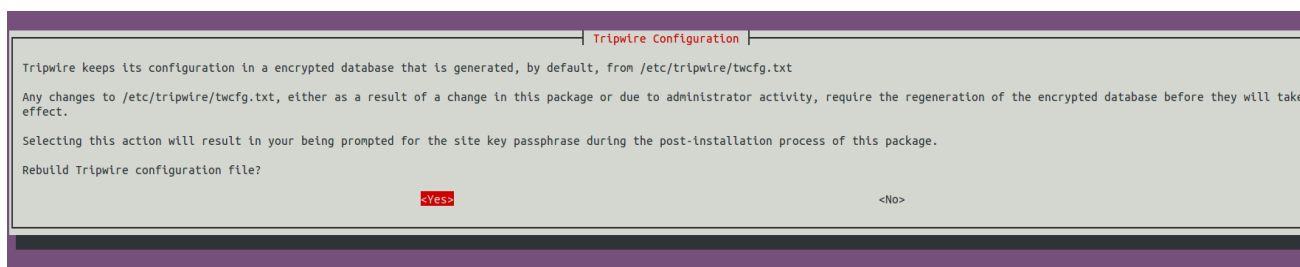 Tripwire Configuration
Tripwire keeps its configuration in a encrypted database that is generated, by default, from /etc/tripwire/twcfg.txt
Any changes to /etc/tripwire/twcfg.txt, either as a result of a change in this package or due to administrator activity, require the regeneration of the encrypted database before they will take
effect.
Selecting this action will result in your being prompted for the site key passphrase during the post-installation process of this package.
Rebuild Tripwire configuration file?
<Yes> <No>